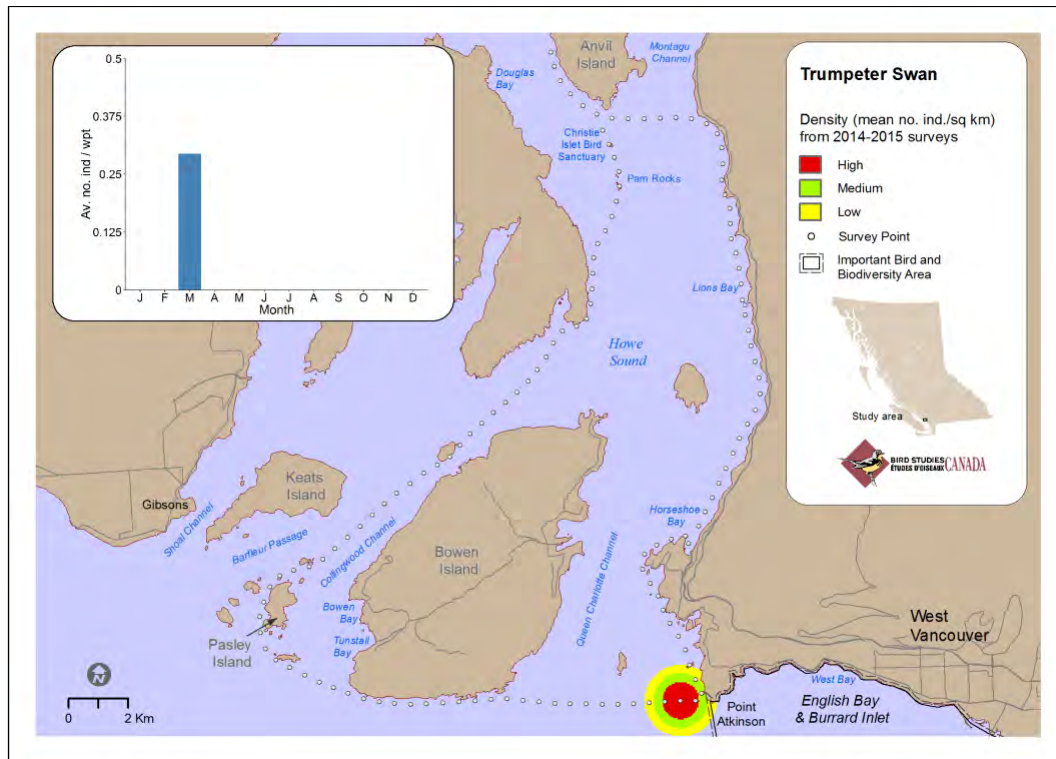 0.5
0.375
0.25
0.125
0
Av. no. ind / wpt
J F M A M J J A S O N D
Month
Anvil
Island
Montagu
Channel
Douglas
Bay
Christie
Islet Bird
Sanctuary
Pam Rocks
Lions Bay
Howe
Sound
Keats
Island
Gibsons
Shoal Channel
Barfleur Passage
Collingwood Channel
Bowen
Island
Horseshoe
Bay
Queen Charlotte Channel
Bowen
Bay
Tunstall
Bay
Pasley
Island
West
Vancouver
West Bay
English Bay
& Burrard Inlet
Point
Atkinson
N
0 2 Km
Trumpeter Swan
Density (mean no. ind./sq km)
from 2014-2015 surveys
High
Medium
Low
Survey Point
Important Bird and
Biodiversity Area
Study area
BIRD STUDIES
ÉTUDES D'OISEAUX CANADA